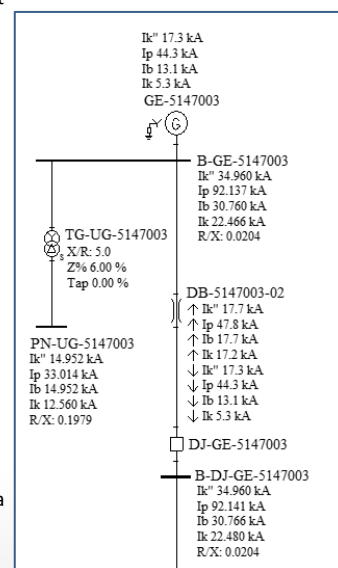 Ik" 17.3 kA
Ip 44.3 kA
Ib 13.1 kA
Ik 5.3 kA
GE-5147003
G
B-GE-5147003
Ik" 34.960 kA
Ip 92.137 kA
Ib 30.760 kA
Ik 22.466 kA
R/X: 0.0204
TG-UG-5147003
s X/R: 5.0
Z% 6.00 %
Tap 0.00 %
PN-UG-5147003
Ik" 14.952 kA
Ip 33.014 kA
Ib 14.952 kA
Ik 12.560 kA
R/X: 0.1979
DB-5147003-02
↑ Ik" 17.7 kA
↑ Ip 47.8 kA
↑ Ib 17.7 kA
↑ Ik 17.2 kA
↓ Ik" 17.3 kA
↓ Ip 44.3 kA
↓ Ib 13.1 kA
↓ Ik 5.3 kA
DJ-GE-5147003
B-DJ-GE-5147003
Ik" 34.960 kA
Ip 92.141 kA
Ib 30.766 kA
Ik 22.480 kA
R/X: 0.0204